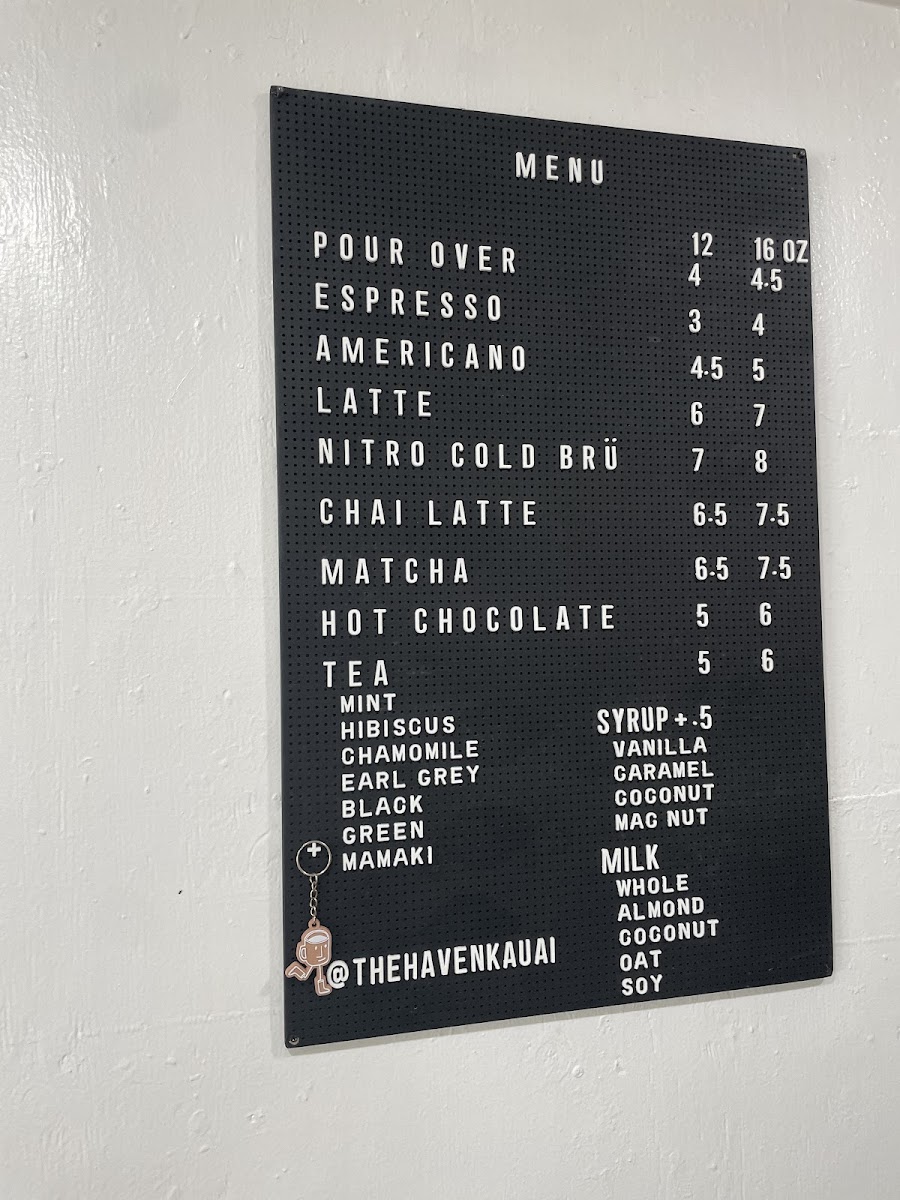 MENU
12 16 OZ
POUR OVER 4 4.5
ESPRESSO 3 4
AMERICANO 4.5 5
LATTE 6 7
NITRO COLD BRÜ 7 8
CHAI LATTE 6.5 7.5
MATCHA 6.5 7.5
HOT CHOCOLATE 5 6
TEA 5 6
MINT
HIBISCUS
CHAMOMILE
EARL GREY
BLACK
GREEN
+ MAMAKI
SYRUP + .5
VANILLA
CARAMEL
COCONUT
MAC NUT
MILK
WHOLE
ALMOND
COCONUT
OAT
SOY
@THEHAVENKAUAI